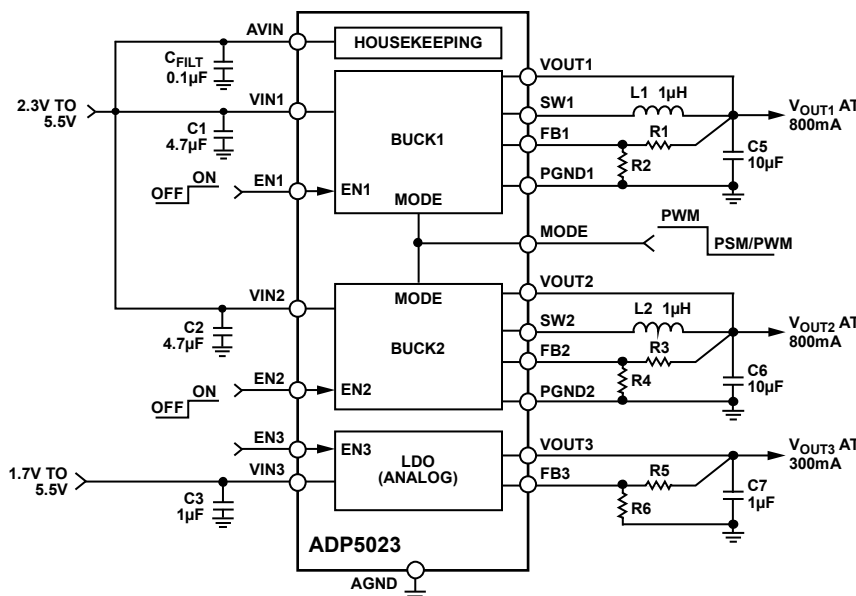 AVIN
HOUSEKEEPING
CFILT
0.1µF
VOUT1
L1 1µH
2.3V TO
5.5V
VIN1
SW1
VOUT1 AT
800mA
C1
4.7µF
BUCK1
FB1
R1
R2
C5
10µF
OFF
ON
EN1
EN1
PGND1
MODE
MODE
PWM
PSM/PWM
VOUT2
MODE
VIN2
L2 1µH
SW2
VOUT2 AT
800mA
C2
4.7µF
BUCK2
FB2
R3
R4
C6
10µF
OFF
ON
EN2
EN2
PGND2
EN3
EN3
VOUT3
VOUT3 AT
300mA
LDO
(ANALOG)
1.7V TO
5.5V
VIN3
FB3
R5
R6
C7
1µF
C3
1µF
ADP5023
AGND